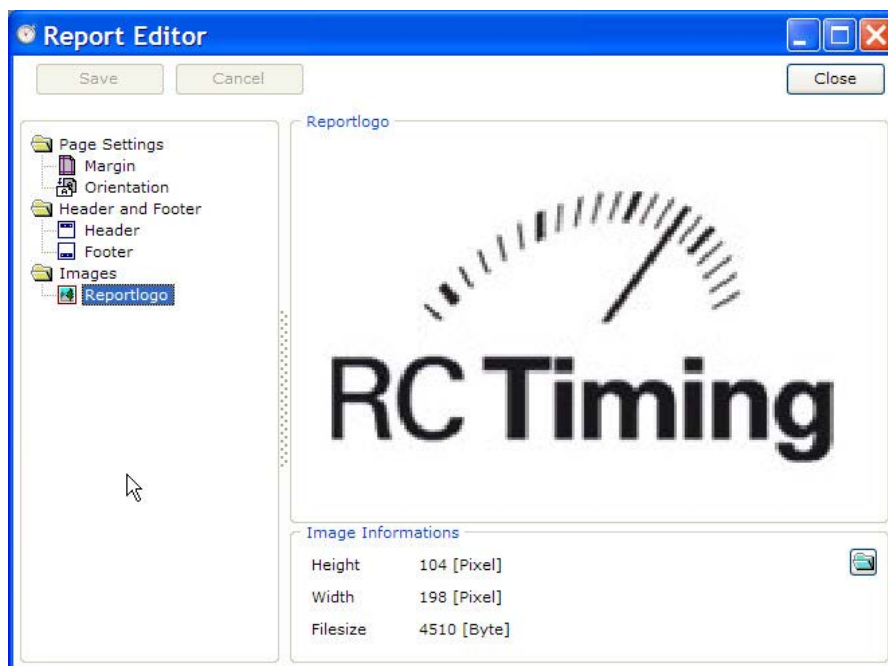 Report Editor
Save Cancel Close
Page Settings
Margin
Orientation
Header and Footer
Header
Footer
Images
Reportlogo
Reportlogo
RC Timing
Image Informations
Height 104 [Pixel]
Width 198 [Pixel]
Filesize 4510 [Byte]